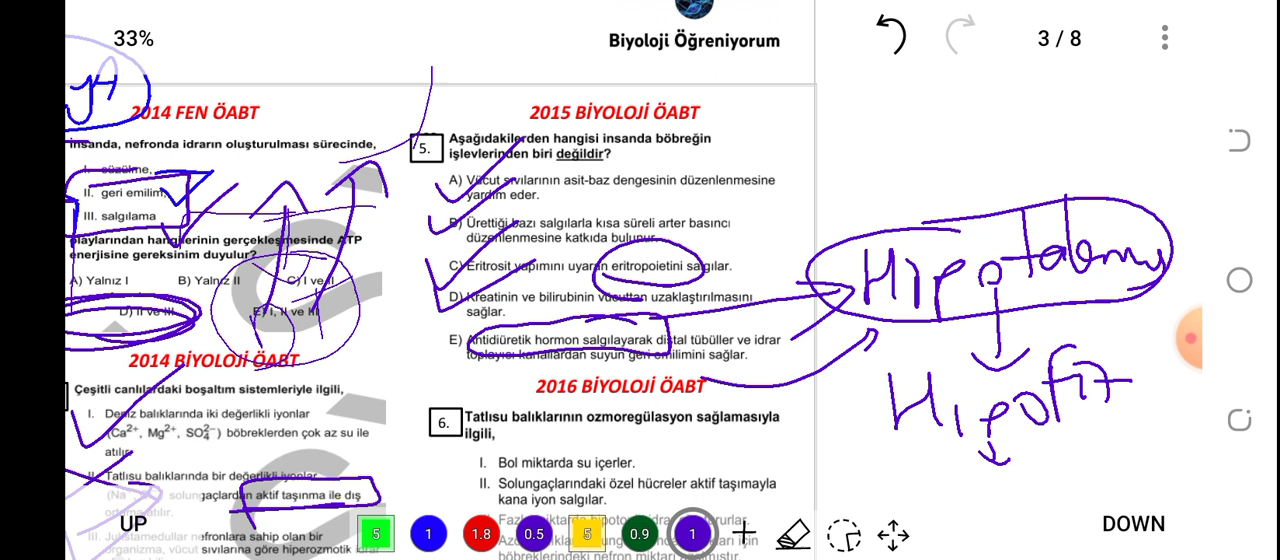 33%
Biyoloji Öğreniyorum
3 / 8
2014 FEN ÖABT
İnsanda, nefronda idrarın oluşturulması sürecinde,
I. süzülme,
II. geri emilim,
III. salgılama
olaylarından hangilerinin gerçekleşmesinde ATP
enerjisine gereksinim duyulur?
A) Yalnız I
B) Yalnız II
C) I ve II
D) II ve III
E) I, II ve III
2014 BİYOLOJİ ÖABT
Çeşitli canlılardaki boşaltım sistemleriyle ilgili,
I. Deniz balıklarında iki değerlikli iyonlar
(Ca2+, Mg2+, SO42-) böbreklerden çok az su ile
atılır.
II. Tatlısu balıklarında bir değerlikli iyonlar
(Na solungaçlardan aktif taşınma ile dış
ortama atılır.
III. Jukstamedullar nefronlara sahip olan bir
organizma, vücut sıvılarına göre hiperozmotik idrar
2015 BİYOLOJİ ÖABT
5. Aşağıdakilerden hangisi insanda böbreğin
işlevlerinden biri değildir?
A) Vücut sıvılarının asit-baz dengesinin düzenlenmesine
yardım eder.
B) Ürettiği bazı salgılarla kısa süreli arter basıncı
düzenlenmesine katkıda bulunur.
C) Eritrosit yapımını uyaran eritropoietini salgılar.
D) Kreatinin ve bilirubinin vücuttan uzaklaştırılmasını
sağlar.
E) Antidiüretik hormon salgılayarak distal tübüller ve idrar
toplayıcı kanallardan suyun geri emilimini sağlar.
2016 BİYOLOJİ ÖABT
6. Tatlısu balıklarının ozmoregülasyon sağlamasıyla
ilgili,
I. Bol miktarda su içerler.
II. Solungaçlarındaki özel hücreler aktif taşımayla
kana iyon salgılar.
böbreklerindeki nefron miktarı
Hipotalamus
Hipofiz
UP
5
1
1.8
0.5
5
0.9
1
DOWN